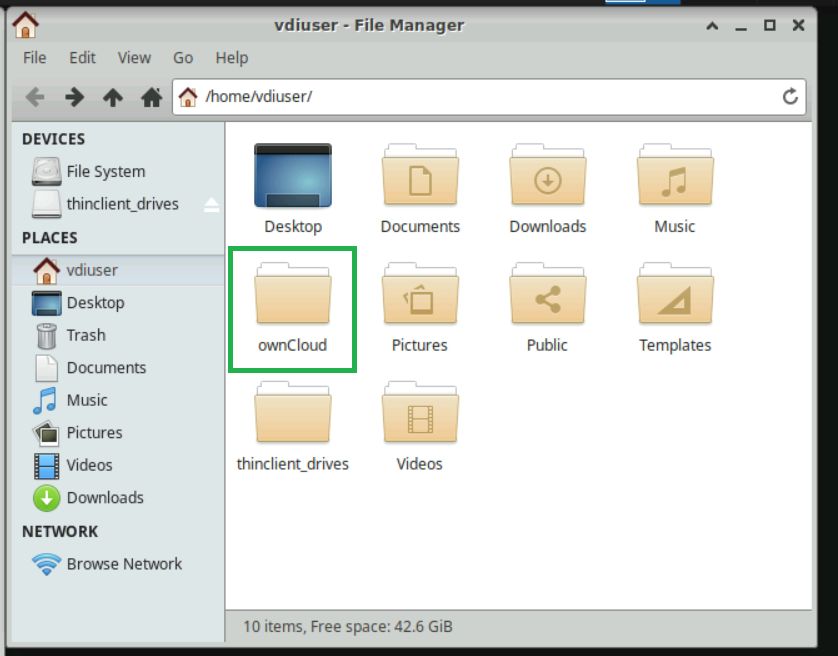 vdiuser - File Manager
File Edit View Go Help
/home/vdiuser/
DEVICES
File System
thinclient_drives
PLACES
vdiuser
Desktop
Trash
Documents
Music
Pictures
Videos
Downloads
NETWORK
Browse Network
Desktop Documents Downloads Music
ownCloud Pictures Public Templates
thinclient_drives Videos
10 items, Free space: 42.6 GiB